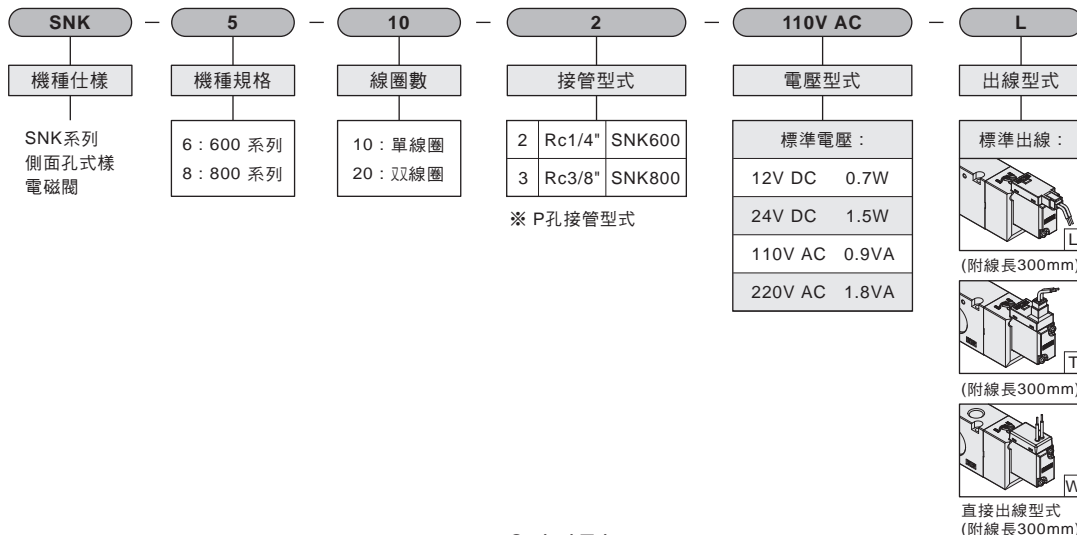 SNK — 5 — 10 — 2 — 110V AC — L
機種仕樣
SNK系列
側面孔式樣
電磁閥
機種規格
6：600 系列
8：800 系列
線圈數
10：單線圈
20：双線圈
接管型式
2 Rc1/4" SNK600
3 Rc3/8" SNK800
※ P孔接管型式
電壓型式
標準電壓：
12V DC 0.7W
24V DC 1.5W
110V AC 0.9VA
220V AC 1.8VA
出線型式
標準出線：
L
(附線長300mm)
T
(附線長300mm)
W
直接出線型式
(附線長300mm)